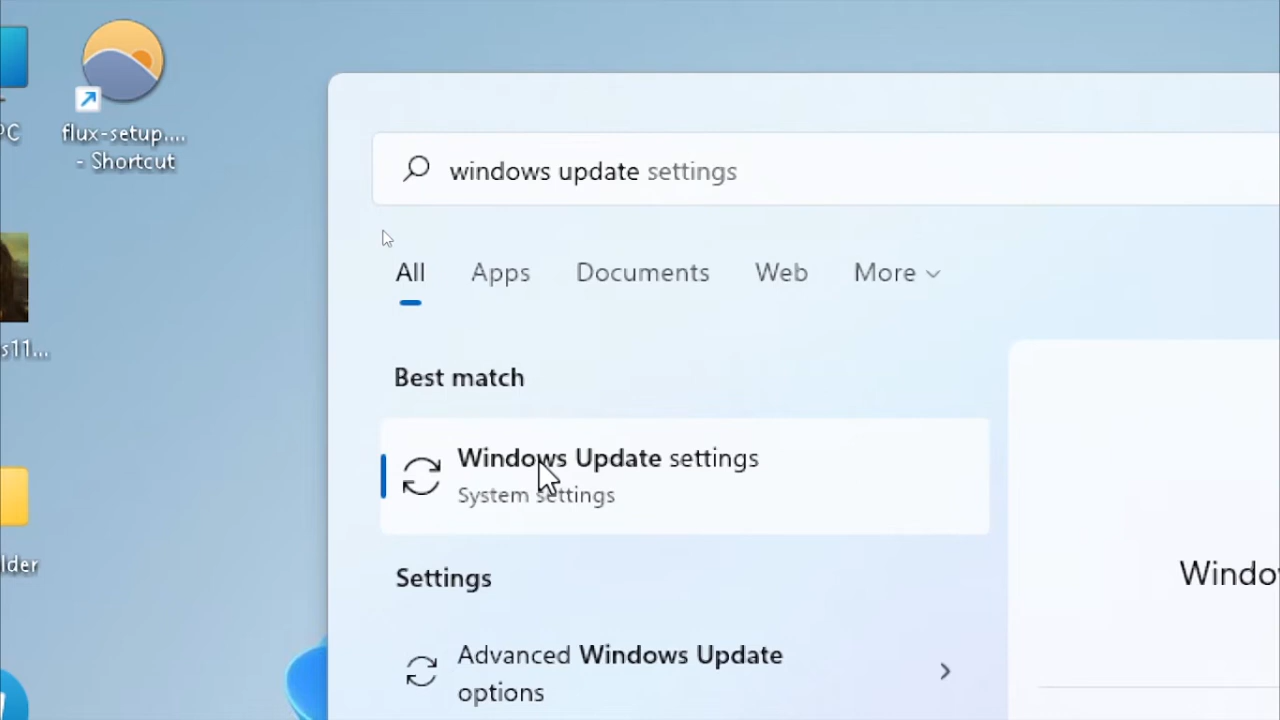 PC
flux-setup....
- Shortcut
windows update settings
All Apps Documents Web More
Best match
s11...
Windows Update settings
System settings
lder
Settings
Windo
Advanced Windows Update
options